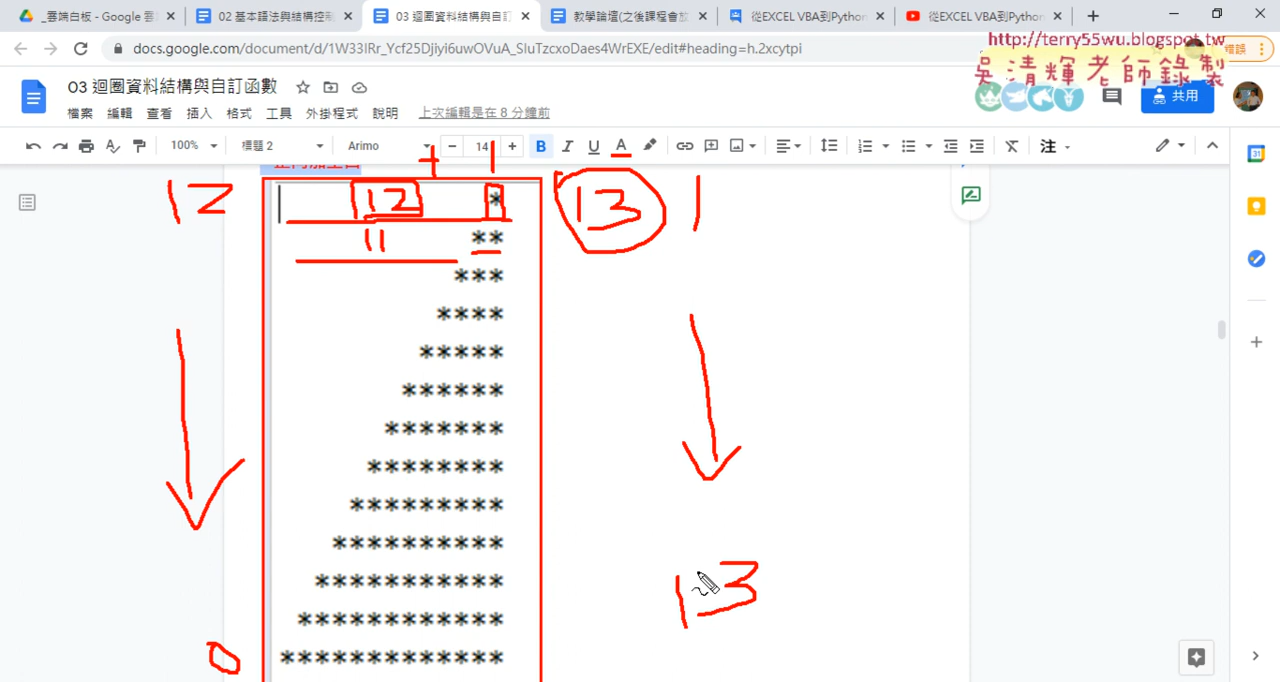 _雲端白板 - Google 雲
02 基本語法與結構控制
03 迴圈資料結構與自訂函數
教學論壇(之後課程會放
從EXCEL VBA到Python
從EXCEL VBA到Python
docs.google.com/document/d/1W33lRr_Ycf25Djiyi6uwOVuA_SluTzcxoDaes4WrEXE/edit#heading=h.2xcytpi
http://terry55wu.blogspot.tw
吳清輝老師錄製
03 迴圈資料結構與自訂函數
共用
檔案 編輯 查看 插入 格式 工具 外掛程式 說明 上次編輯是在 8 分鐘前
100% 標題 2 Arimo 14 B I U A 注
+ 1
12 12 * 13 1
11 **
***
****
*****
******
*******
********
*********
**********
***********
************
13
0 *************